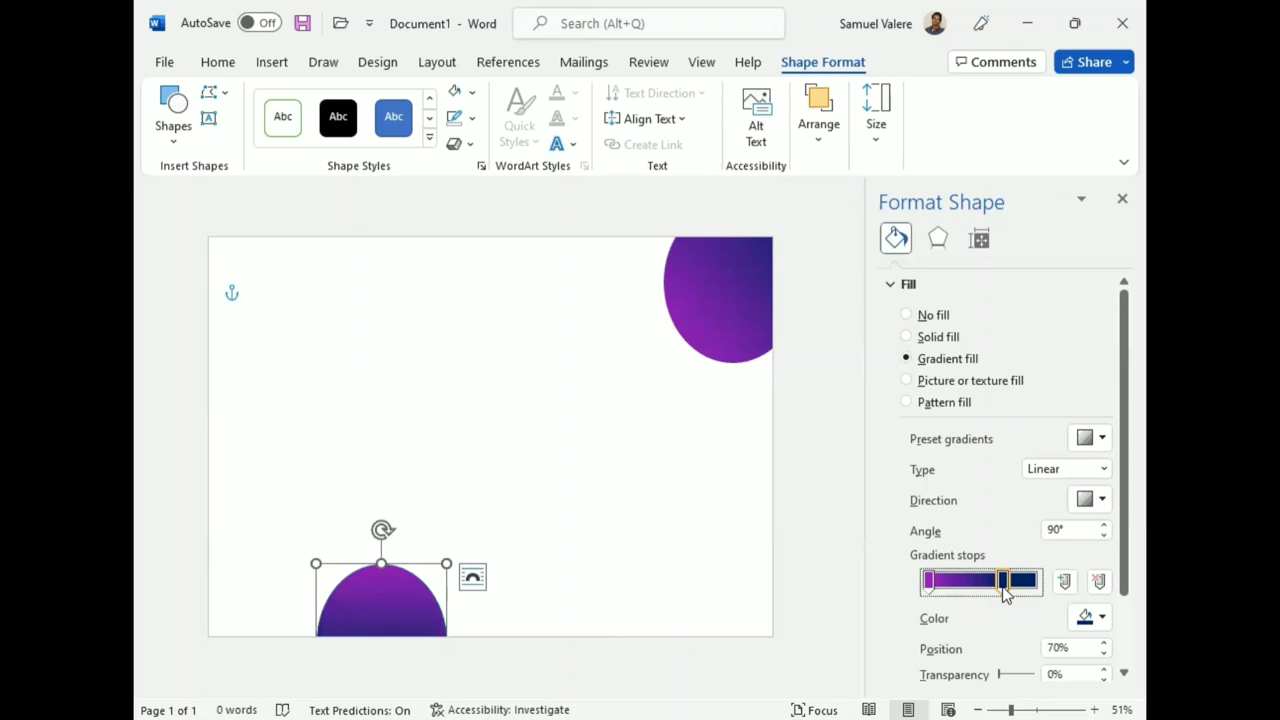 AutoSave Off Document1 - Word Search (Alt+Q) Samuel Valere
File Home Insert Draw Design Layout References Mailings Review View Help Shape Format Comments Share
Shapes
Insert Shapes
Abc Abc Abc
Shape Styles
Quick
Styles
WordArt Styles
Text Direction
Align Text
Create Link
Text
Alt
Text
Accessibility
Arrange
Size
Format Shape
Fill
No fill
Solid fill
Gradient fill
Picture or texture fill
Pattern fill
Preset gradients
Type Linear
Direction
Angle 90°
Gradient stops
Color
Position 70%
Transparency 0%
Page 1 of 1 0 words Text Predictions: On Accessibility: Investigate Focus 51%